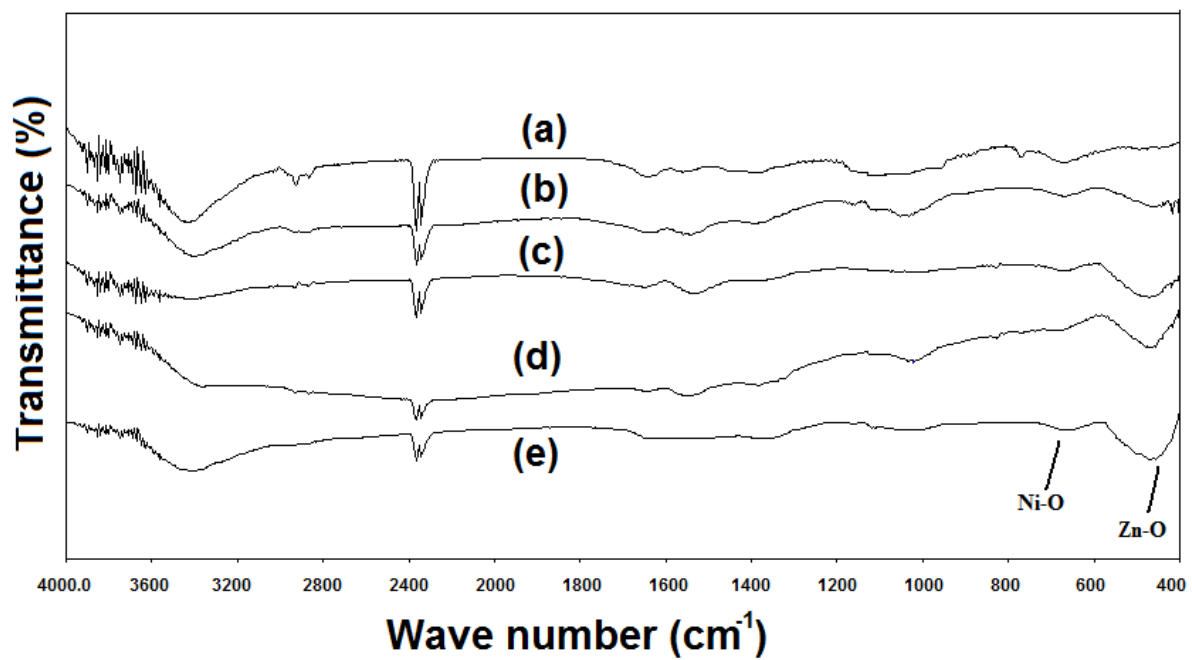 Transmittance (%)
(a)
(b)
(c)
(d)
(e)
Ni-O
Zn-O
4000.0 3600 3200 2800 2400 2000 1800 1600 1400 1200 1000 800 600 400
Wave number (cm-1)